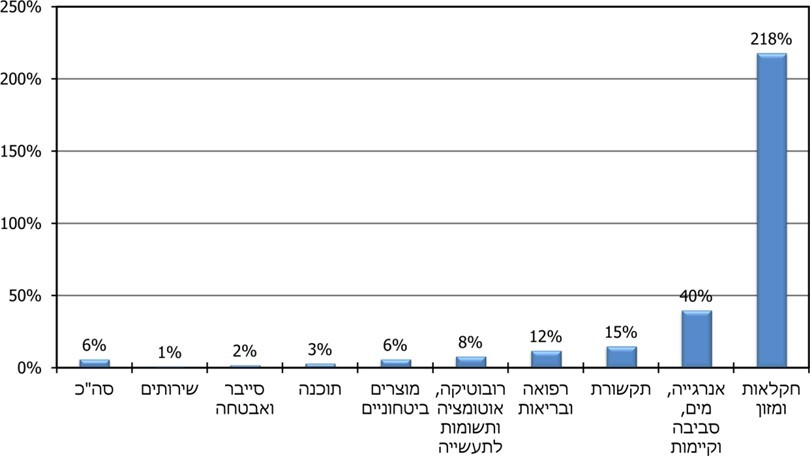 250%
200%
150%
100%
50%
0%
218%
40%
15%
12%
8%
6%
3%
2%
1%
6%
חקלאות
ומזון
אנרגייה,
מים,
סביבה
וקיימות
תקשורת
רפואה
ובריאות
רובוטיקה,
אוטומציה
ותשומות
לתעשייה
מוצרים
ביטחוניים
תוכנה
סייבר
ואבטחה
שירותים
סה"כ